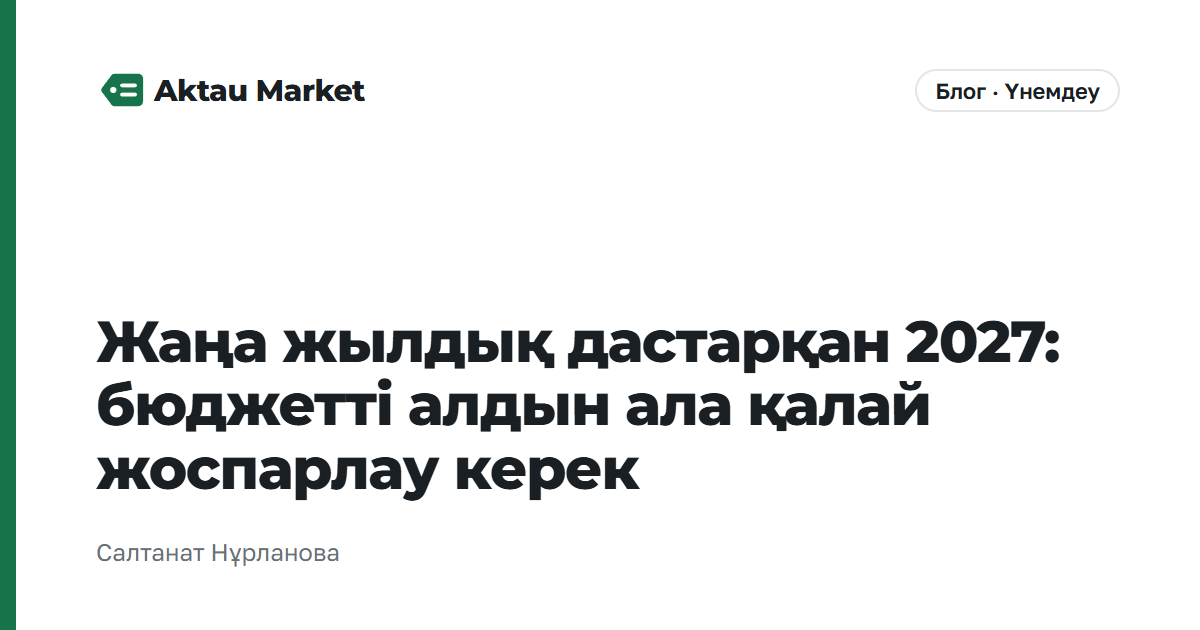 Aktau Market
Блог · Үнемдеу
Жаңа жылдық дастарқан 2027:
бюджетті алдын ала қалай
жоспарлау керек
Салтанат Нұрланова